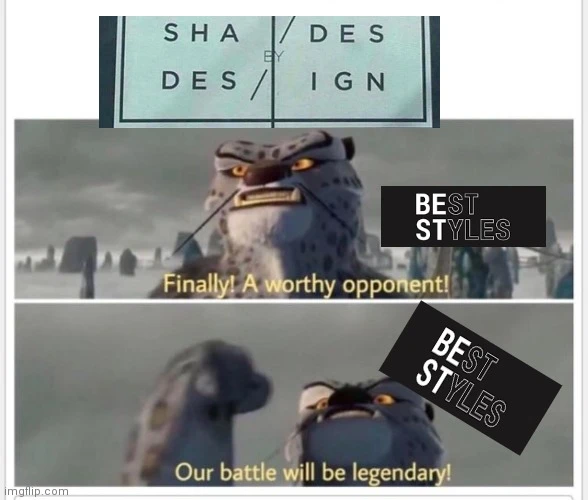 SHA / DES
BY
DES / IGN
BEST
STYLES
Finally! A worthy opponent!
BEST
STYLES
Our battle will be legendary!
imgflip.com